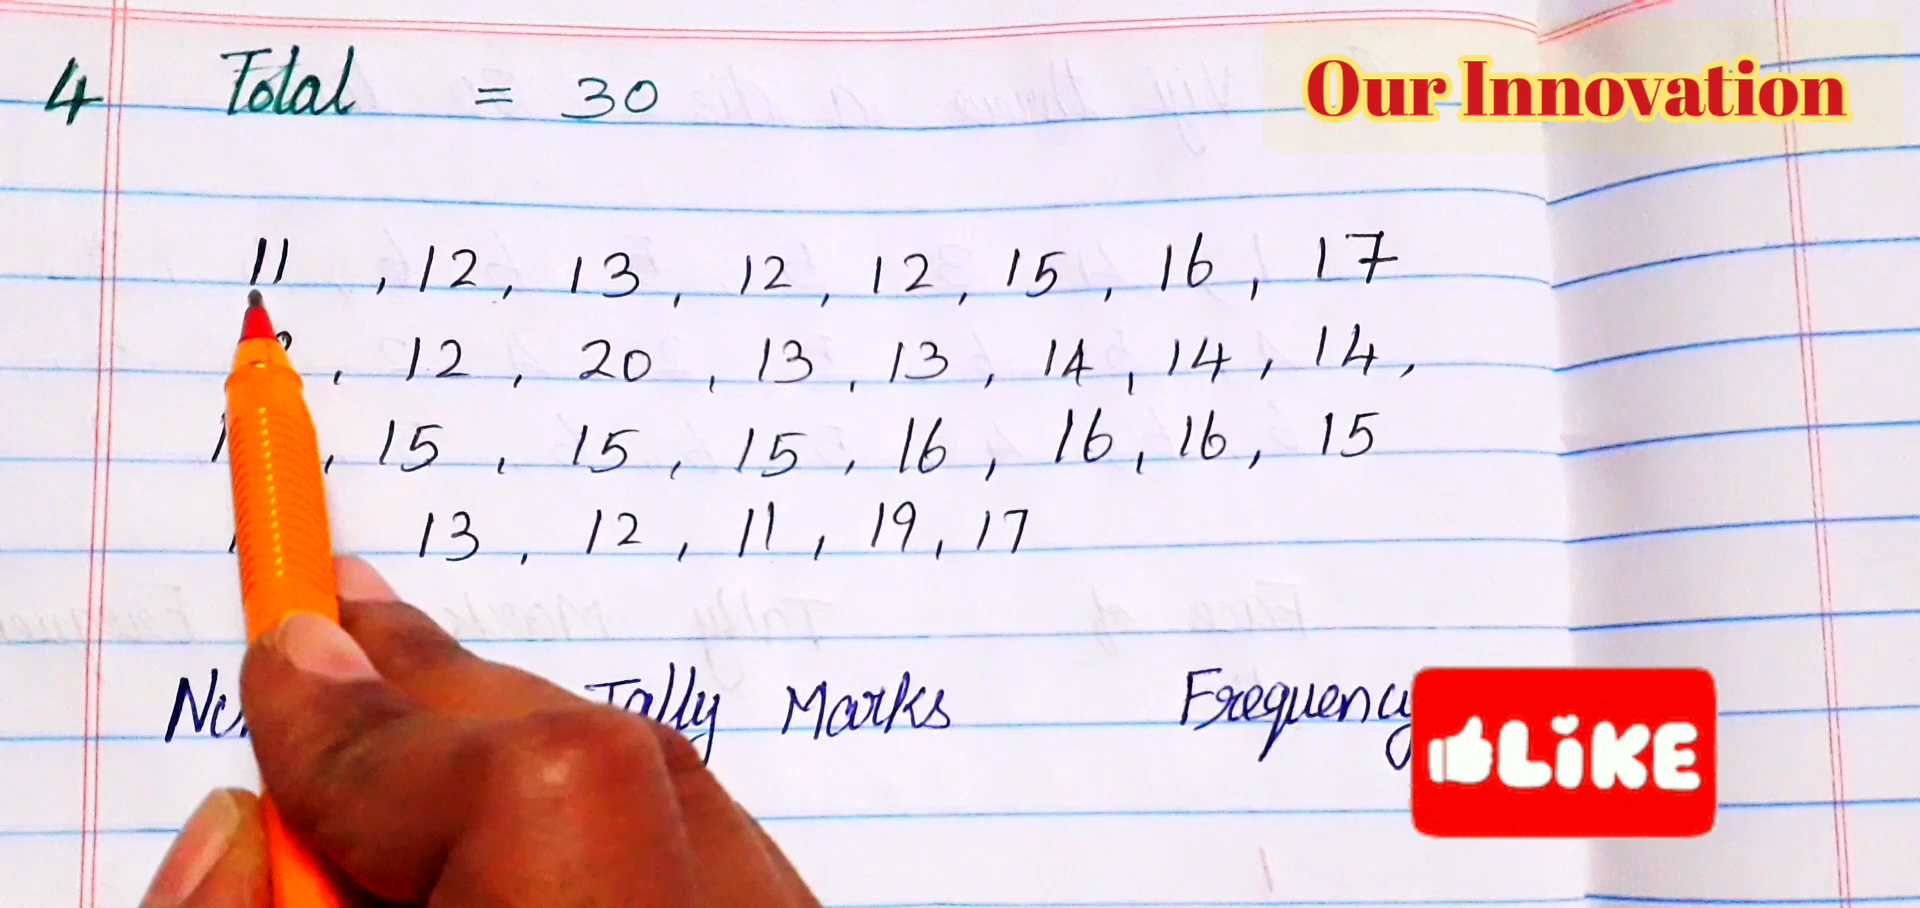 Our Innovation
4 Total = 30
11 , 12 , 13 , 12 , 12 , 15 , 16 , 17
, 12 , 20 , 13 , 13 , 14 , 14 , 14 ,
, 15 , 15 , 15 , 16 , 16 , 16 , 15
13 , 12 , 11 , 19 , 17
Tally Marks Frequency
LiKE